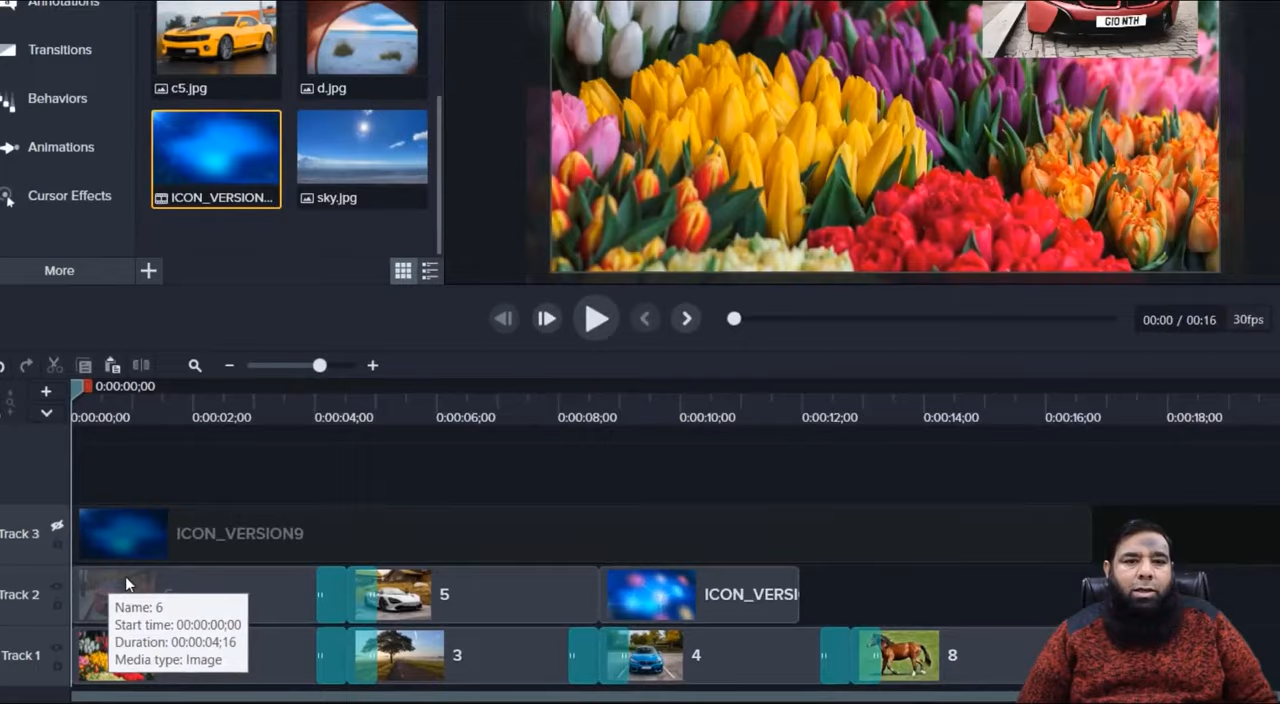 Annotations
Transitions
Behaviors
Animations
Cursor Effects
More
c5.jpg
d.jpg
ICON_VERSION...
sky.jpg
G10 NTH
00:00 / 00:16
30fps
0:00:00;00
0:00:00;00
0:00:02;00
0:00:04;00
0:00:06;00
0:00:08;00
0:00:10;00
0:00:12;00
0:00:14;00
0:00:16;00
0:00:18;00
Track 3
ICON_VERSION9
Track 2
5
ICON_VERSI
Name: 6
Start time: 00:00:00;00
Duration: 00:00:04;16
Media type: Image
Track 1
3
4
8